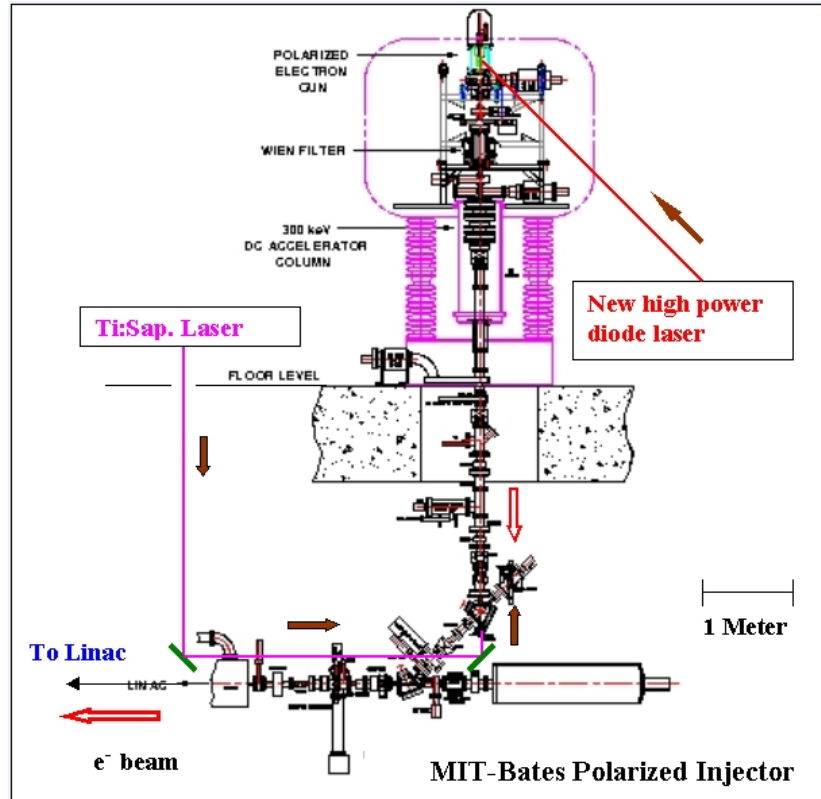 POLARIZED
ELECTRON
GUN
WIEN FILTER
300 keV
DC ACCELERATOR
COLUMN
New high power
diode laser
Ti:Sap. Laser
FLOOR LEVEL
1 Meter
To Linac
LINAC
e⁻ beam
MIT-Bates Polarized Injector